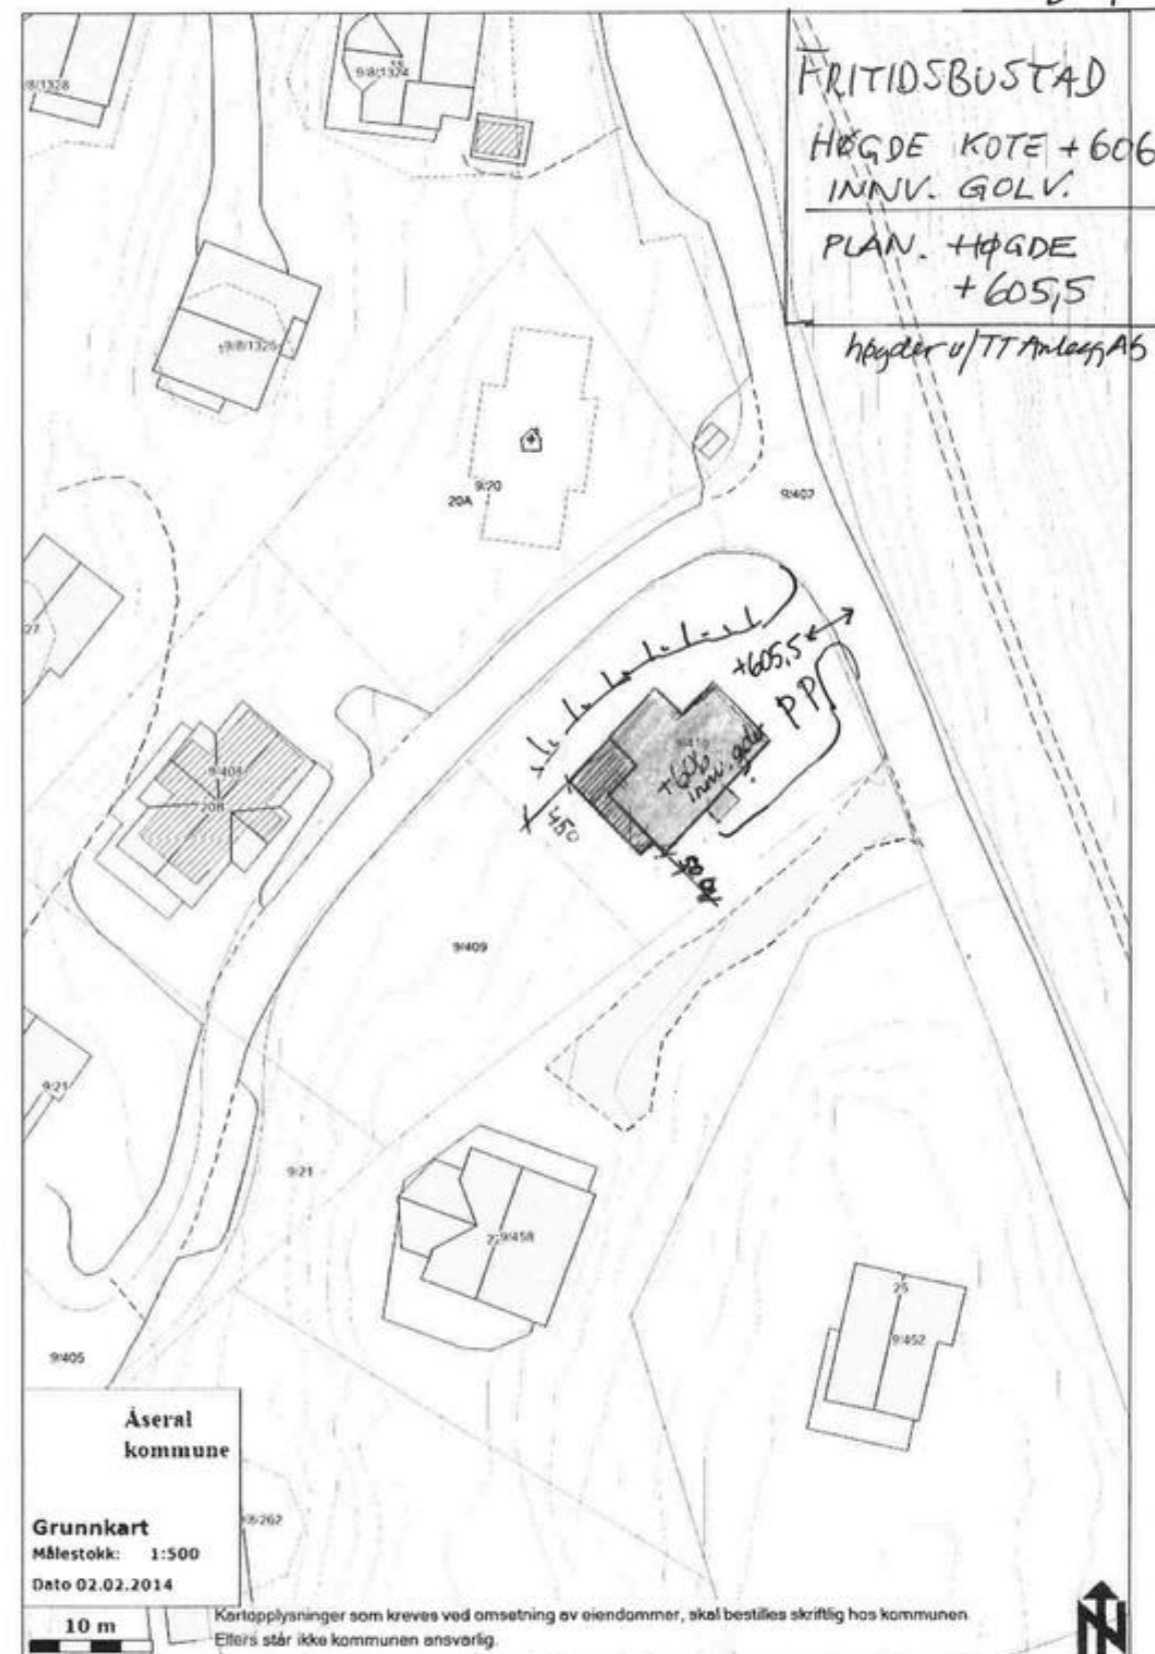 FRITIDSBUSTAD
HØGDE KOTE +606
INNV. GOLV.
PLAN. HØGDE
+605,5
høgder v/TT Anlegg AS
9/8/1328
9/8/1324
9/8/1326
9/20
20A
9/407
27
+605,5
P P
+606
innv. golv
450
9/408
20B
9/409
9/21
9/21
9/458
25
9/452
9/405
Åseral
kommune
Grunnkart
Målestokk: 1:500
Dato 02.02.2014
10 m
Kartopplysninger som kreves ved omsetning av eiendommer, skal bestilles skriftlig hos kommunen
Ellers står ikke kommunen ansvarlig.
N